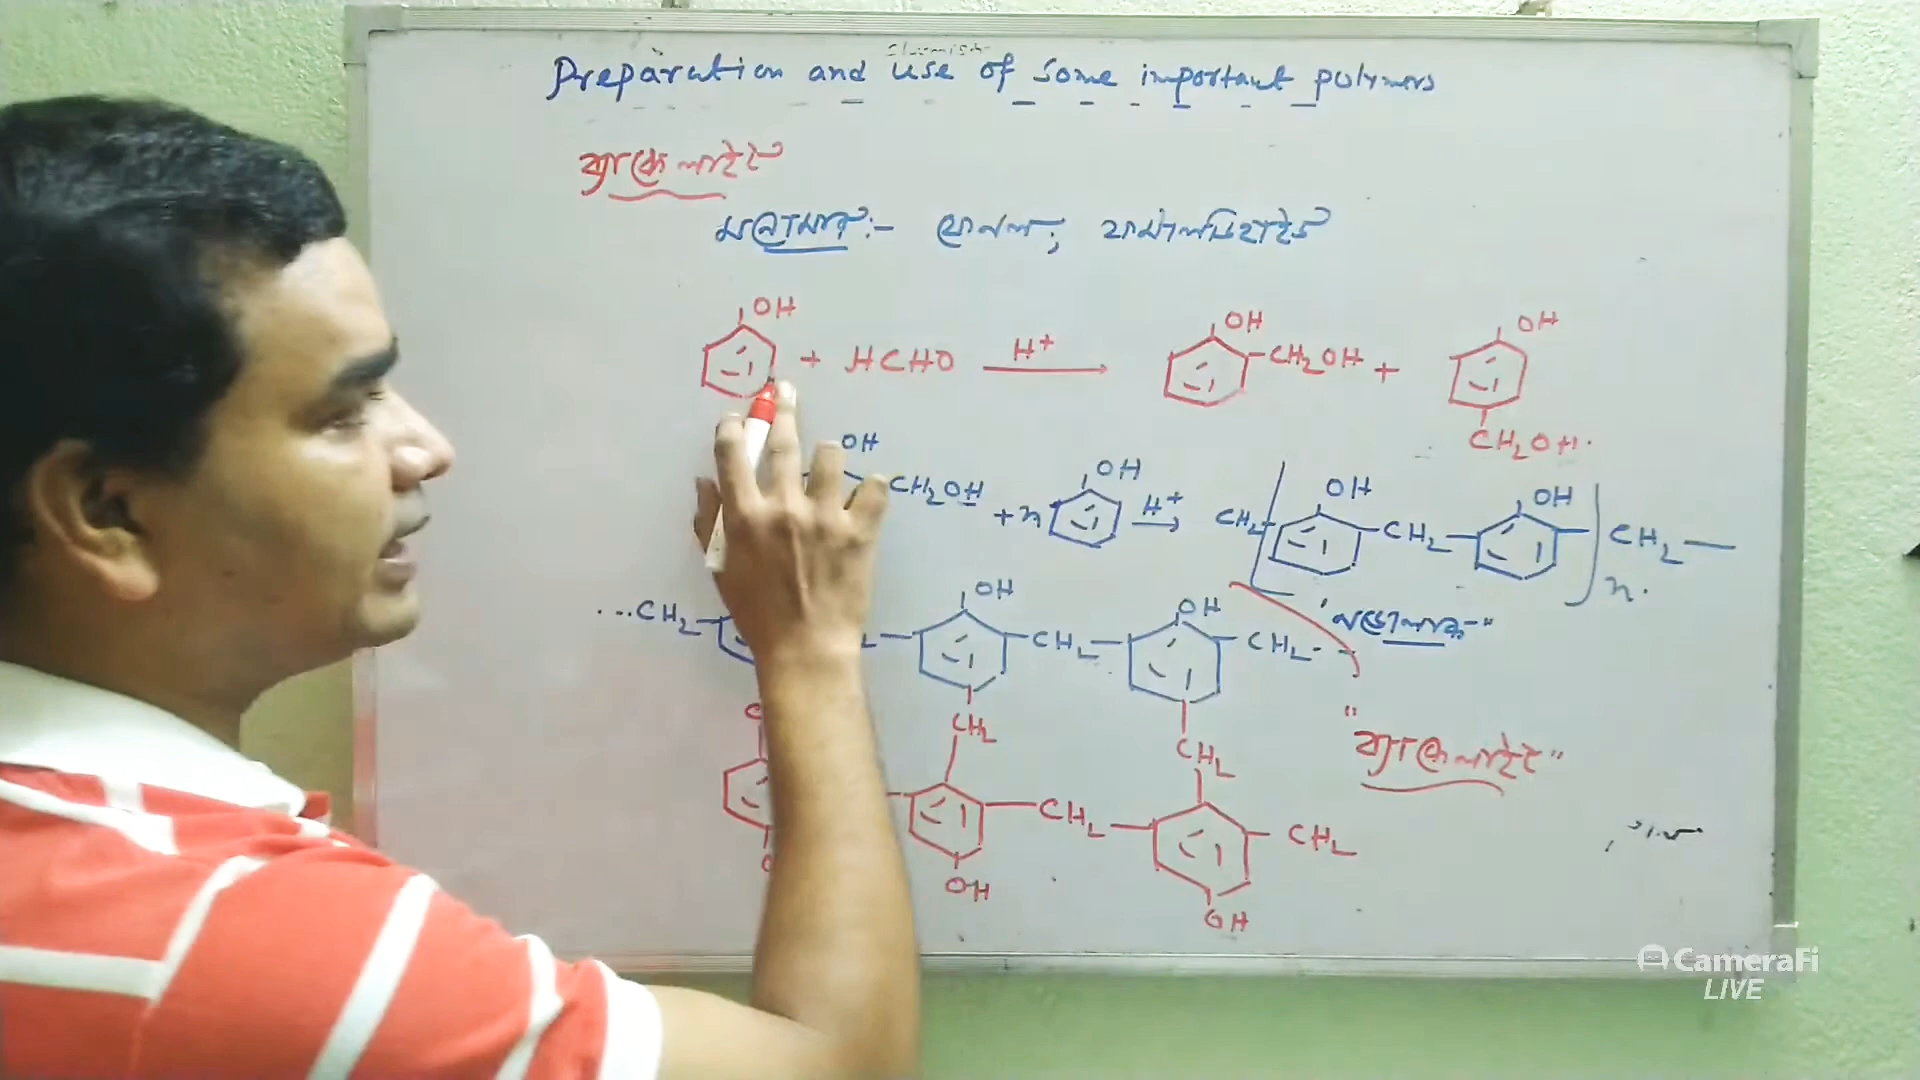 Preparation and use of some important polymers
ব্যাকেলাইট
মনোমার:- ফেনল; ফর্মালডিহাইড
OH + HCHO H+ OH CH2OH + OH CH2OH
OH CH2OH + n OH H+ CH2 OH CH2 OH CH2 n
"নভোলাক"
...CH2 OH CH2 OH CH2
CH2 CH2
"ব্যাকেলাইট"
CH2 CH2
OH OH
CameraFi
LIVE